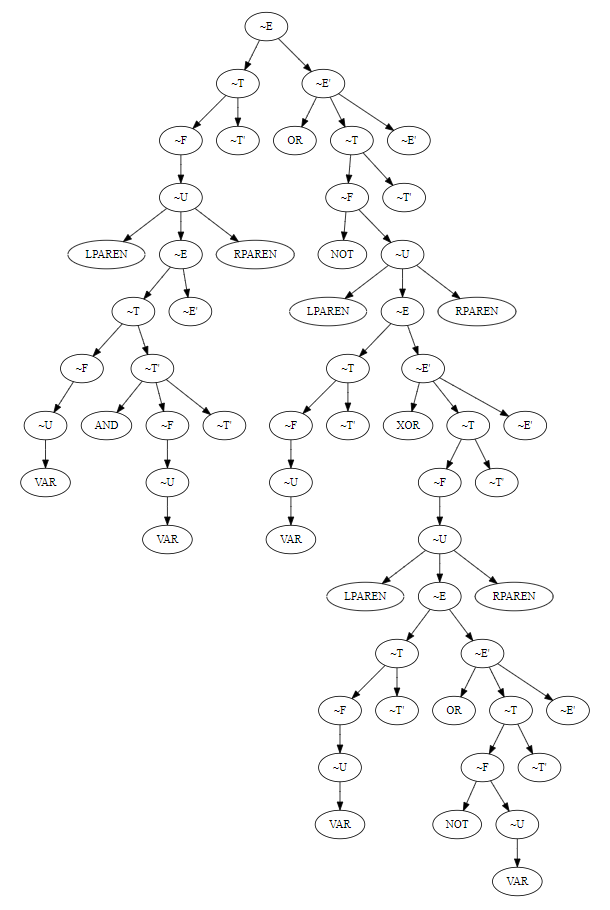 ~E
~T ~E'
~F ~T' OR ~T ~E'
~U ~F ~T'
LPAREN ~E RPAREN NOT ~U
~T ~E' LPAREN ~E RPAREN
~F ~T' ~T ~E'
~U AND ~F ~T' ~F ~T' XOR ~T ~E'
VAR ~U ~U ~F ~T'
VAR VAR ~U
LPAREN ~E RPAREN
~T ~E'
~F ~T' OR ~T ~E'
~U ~F ~T'
VAR NOT ~U
VAR